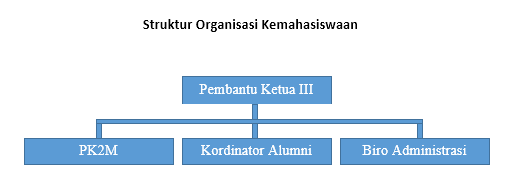 Struktur Organisasi Kemahasiswaan
Pembantu Ketua III
PK2M
Kordinator Alumni
Biro Administrasi